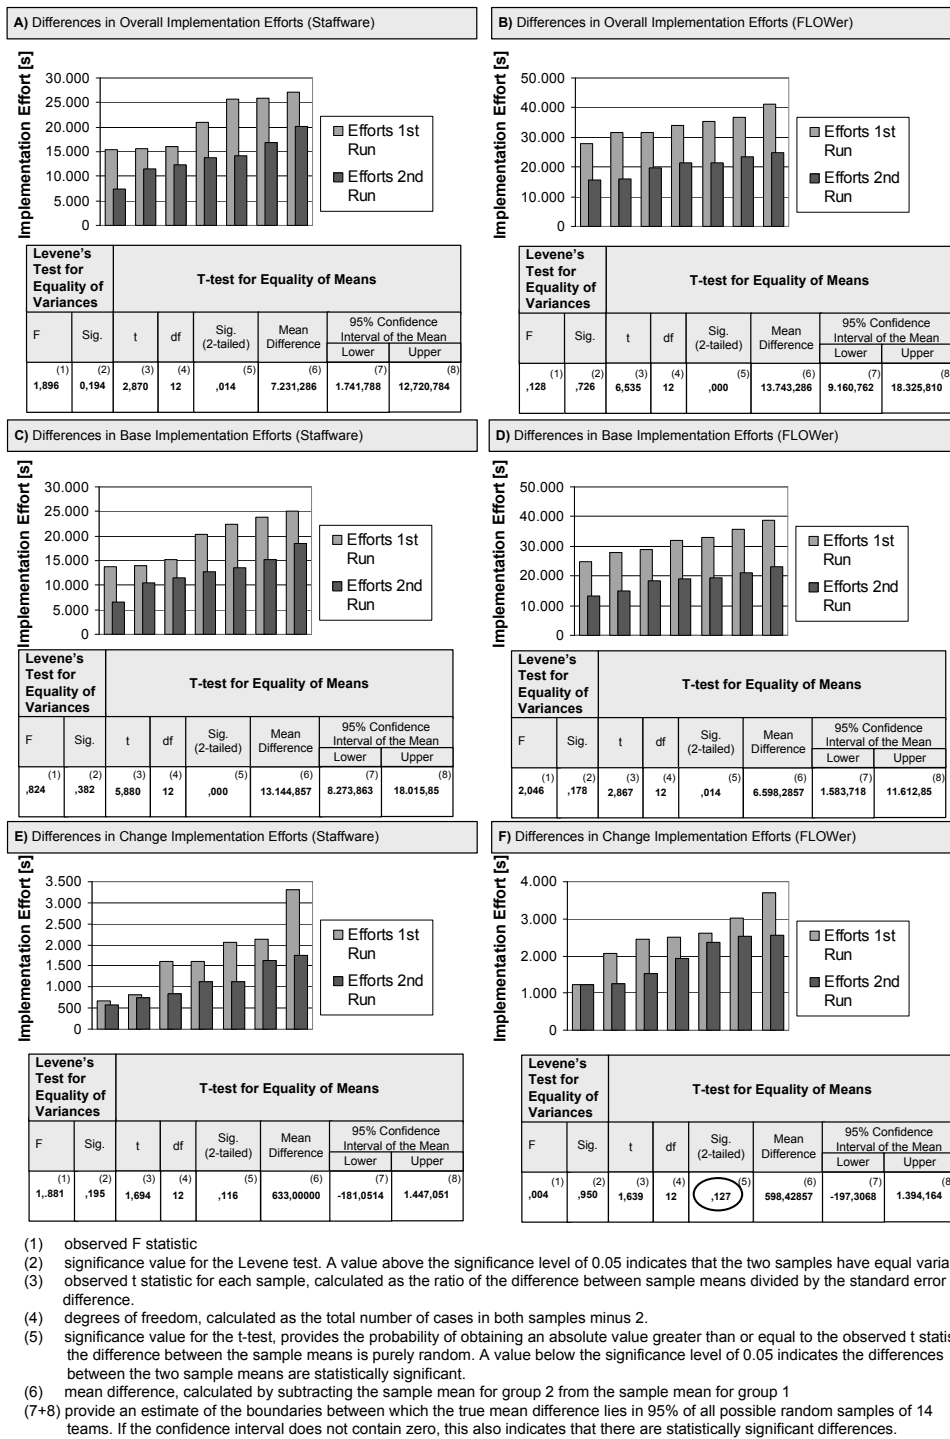 A) Differences in Overall Implementation Efforts (Staffware)
Implementation Effort [s]
30.000
25.000
20.000
15.000
10.000
5.000
0
Efforts 1st
Run
Efforts 2nd
Run
Levene's
Test for
Equality of
Variances
T-test for Equality of Means
F
Sig.
t
df
Sig.
(2-tailed)
Mean
Difference
95% Confidence
Interval of the Mean
Lower
Upper
(1) (2) (3) (4) (5) (6) (7) (8)
1,896 0,194 2,870 12 ,014 7.231,286 1.741,788 12,720,784
B) Differences in Overall Implementation Efforts (FLOWer)
Implementation Effort [s]
50.000
40.000
30.000
20.000
10.000
0
Efforts 1st
Run
Efforts 2nd
Run
Levene's
Test for
Equality of
Variances
T-test for Equality of Means
F
Sig.
t
df
Sig.
(2-tailed)
Mean
Difference
95% Confidence
Interval of the Mean
Lower
Upper
(1) (2) (3) (4) (5) (6) (7) (8
,128 ,726 6,535 12 ,000 13.743,286 9.160,762 18.325,810
C) Differences in Base Implementation Efforts (Staffware)
Implementation Effort [s]
30.000
25.000
20.000
15.000
10.000
5.000
0
Efforts 1st
Run
Efforts 2nd
Run
Levene's
Test for
Equality of
Variances
T-test for Equality of Means
F
Sig.
t
df
Sig.
(2-tailed)
Mean
Difference
95% Confidence
Interval of the Mean
Lower
Upper
(1) (2) (3) (4) (5) (6) (7) (8)
,824 ,382 5,880 12 ,000 13.144,857 8.273,863 18.015,85
D) Differences in Base Implementation Efforts (FLOWer)
Implementation Effort [s]
50.000
40.000
30.000
20.000
10.000
0
Efforts 1st
Run
Efforts 2nd
Run
Levene's
Test for
Equality of
Variances
T-test for Equality of Means
F
Sig.
t
df
Sig.
(2-tailed)
Mean
Difference
95% Confidence
Interval of the Mean
Lower
Upper
(1) (2) (3) (4) (5) (6) (7) (8)
2,046 ,178 2,867 12 ,014 6.598,2857 1.583,718 11.612,85
E) Differences in Change Implementation Efforts (Staffware)
Implementation Effort [s]
3.500
3.000
2.500
2.000
1.500
1.000
500
0
Efforts 1st
Run
Efforts 2nd
Run
Levene's
Test for
Equality of
Variances
T-test for Equality of Means
F
Sig.
t
df
Sig.
(2-tailed)
Mean
Difference
95% Confidence
Interval of the Mean
Lower
Upper
(1) (2) (3) (4) (5) (6) (7) (8)
1,.881 ,195 1,694 12 ,116 633,00000 -181,0514 1.447,051
F) Differences in Change Implementation Efforts (FLOWer)
Implementation Effort [s]
4.000
3.000
2.000
1.000
0
Efforts 1st
Run
Efforts 2nd
Run
Levene's
Test for
Equality of
Variances
T-test for Equality of Means
F
Sig.
t
df
Sig.
(2-tailed)
Mean
Difference
95% Confidence
Interval of the Mean
Lower
Upper
(1) (2) (3) (4) (5) (6) (7) (8
,004 ,950 1,639 12 ,127 598,42857 -197,3068 1.394,164
(1) observed F statistic
(2) significance value for the Levene test. A value above the significance level of 0.05 indicates that the two samples have equal varia
(3) observed t statistic for each sample, calculated as the ratio of the difference between sample means divided by the standard error
difference.
(4) degrees of freedom, calculated as the total number of cases in both samples minus 2.
(5) significance value for the t-test, provides the probability of obtaining an absolute value greater than or equal to the observed t statis
the difference between the sample means is purely random. A value below the significance level of 0.05 indicates the differences
between the two sample means are statistically significant.
(6) mean difference, calculated by subtracting the sample mean for group 2 from the sample mean for group 1
(7+8) provide an estimate of the boundaries between which the true mean difference lies in 95% of all possible random samples of 14
teams. If the confidence interval does not contain zero, this also indicates that there are statistically significant differences.